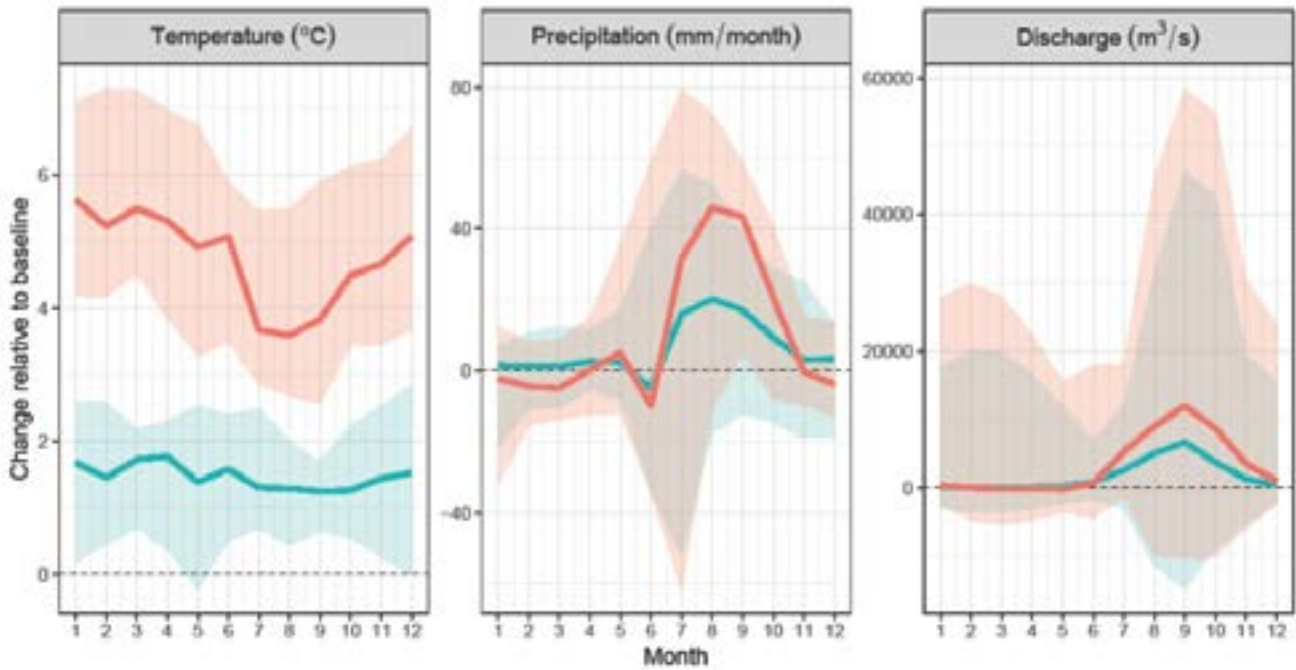 Temperature (°C) Precipitation (mm/month) Discharge (m³/s)
Change relative to baseline
6
4
2
0
80
40
0
−40
60000
40000
20000
0
1 2 3 4 5 6 7 8 9 10 11 12
1 2 3 4 5 6 7 8 9 10 11 12
1 2 3 4 5 6 7 8 9 10 11 12
Month